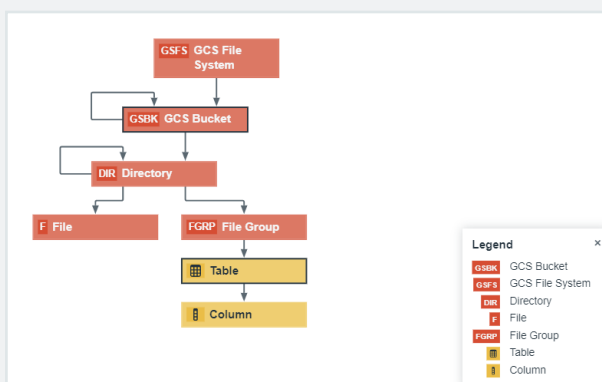 GSFS GCS File
System
GSBK GCS Bucket
DIR Directory
F File
FGRP File Group
Table
Column
Legend ×
GSBK GCS Bucket
GSFS GCS File System
DIR Directory
F File
FGRP File Group
Table
Column